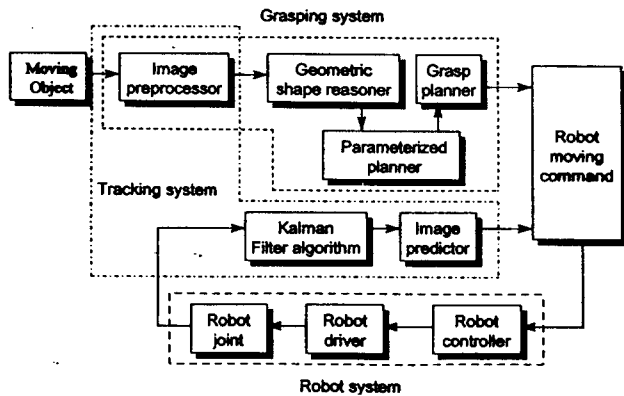 Grasping system
Moving
Object
Image
preprocessor
Geometric
shape reasoner
Grasp
planner
Parameterized
planner
Robot
moving
command
Tracking system
Kalman
Filter algorithm
Image
predictor
Robot
joint
Robot
driver
Robot
controller
Robot system